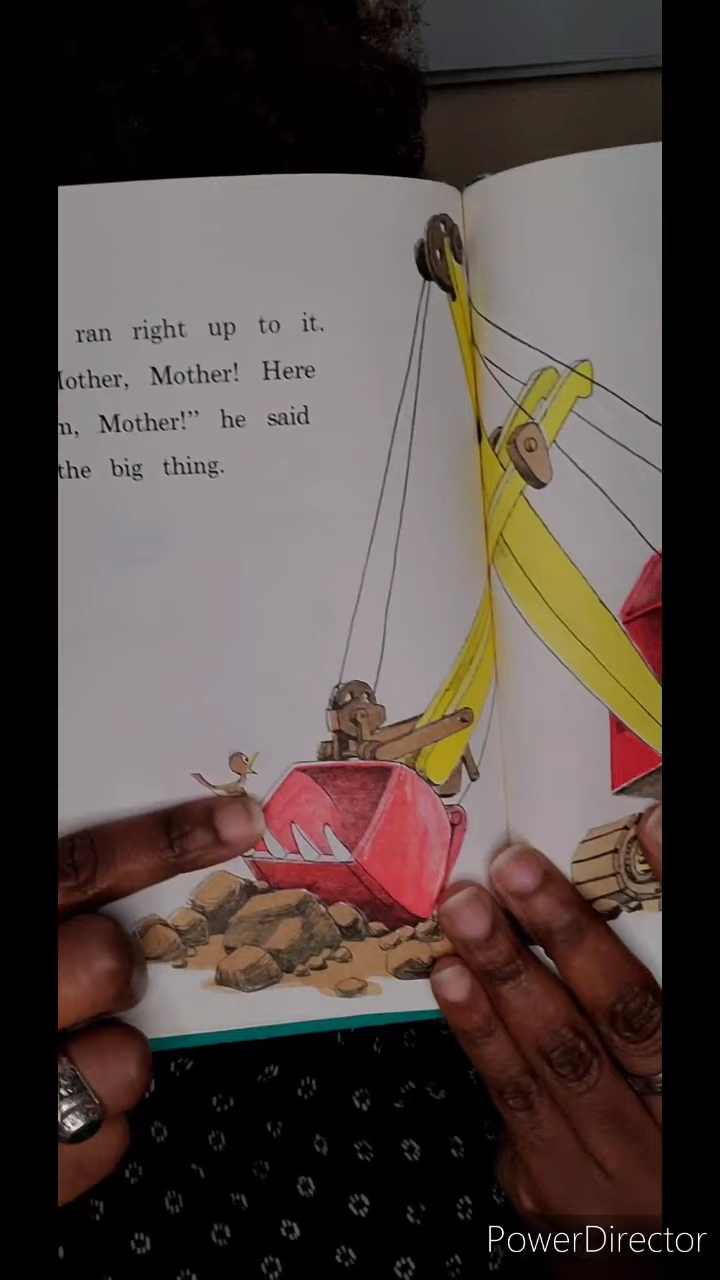 ran right up to it.
Mother, Mother! Here
Mother!” he said
the big thing.
PowerDirector